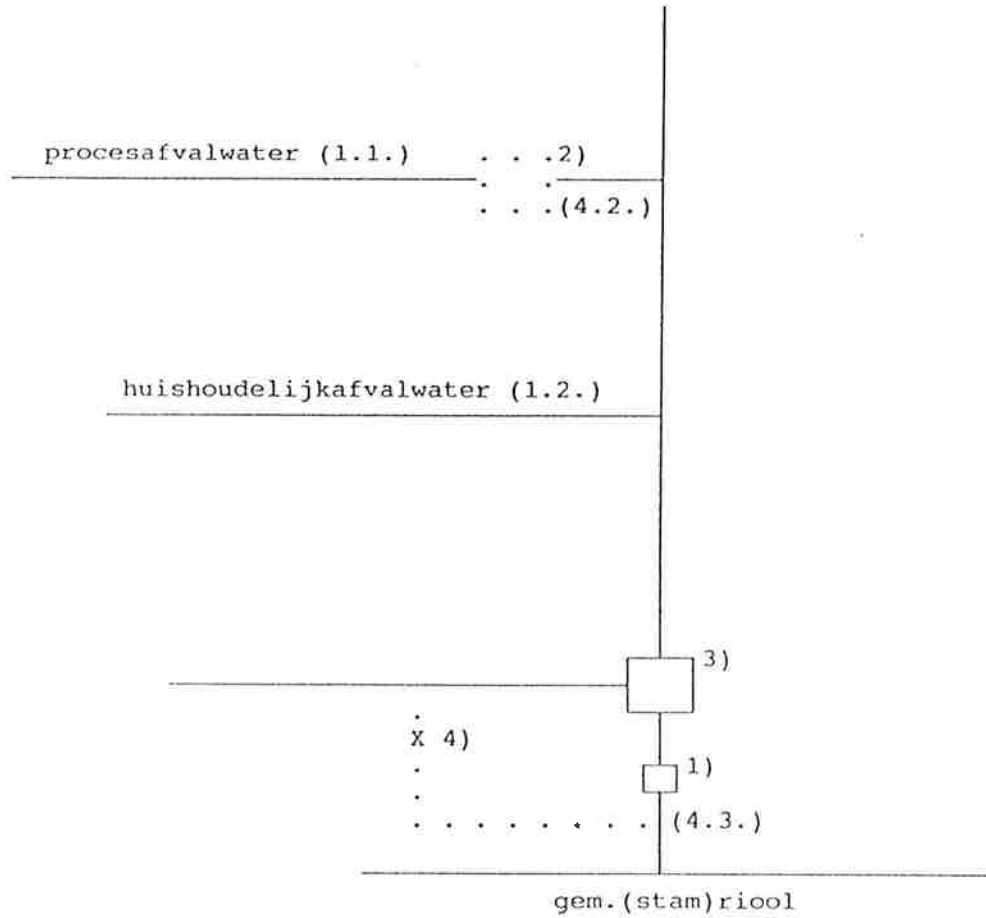 procesafvalwater (1.1.) . . .2)
. .
. . .(4.2.)
huishoudelijkafvalwater (1.2.)
3)
.
X 4)
.
1)
.
. . . . . . . . (4.3.)
gem.(stam)riool